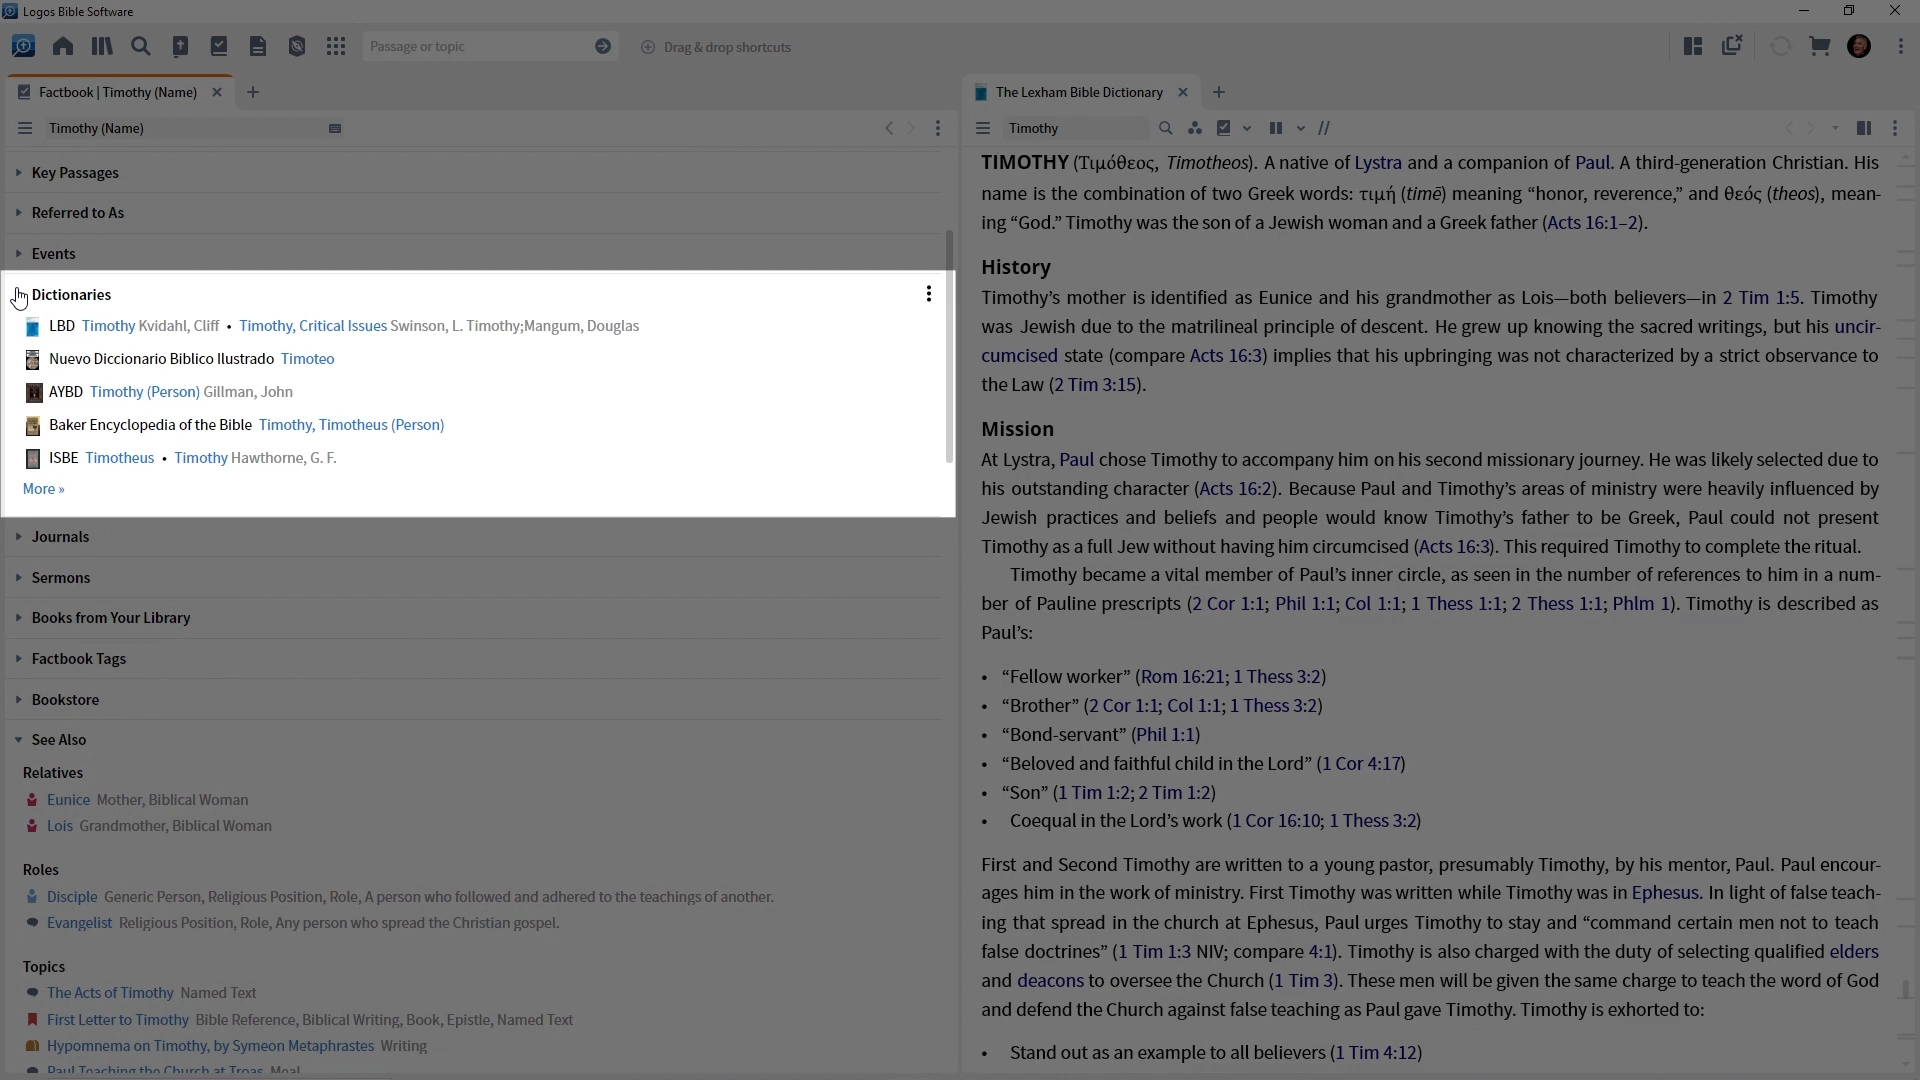 Logos Bible Software
Passage or topic
Drag & drop shortcuts
Factbook | Timothy (Name)
Timothy (Name)
Key Passages
Referred to As
Events
Dictionaries
LBD Timothy Kvidahl, Cliff • Timothy, Critical Issues Swinson, L. Timothy;Mangum, Douglas
Nuevo Diccionario Biblico Ilustrado Timoteo
AYBD Timothy (Person) Gillman, John
Baker Encyclopedia of the Bible Timothy, Timotheus (Person)
ISBE Timotheus • Timothy Hawthorne, G. F.
More »
Journals
Sermons
Books from Your Library
Factbook Tags
Bookstore
See Also
Relatives
Eunice Mother, Biblical Woman
Lois Grandmother, Biblical Woman
Roles
Disciple Generic Person, Religious Position, Role, A person who followed and adhered to the teachings of another.
Evangelist Religious Position, Role, Any person who spread the Christian gospel.
Topics
The Acts of Timothy Named Text
First Letter to Timothy Bible Reference, Biblical Writing, Book, Epistle, Named Text
Hypomnema on Timothy, by Symeon Metaphrastes Writing
Paul Teaching the Church at Troas Meal
The Lexham Bible Dictionary
Timothy
TIMOTHY (Τιμόθεος, Timotheos). A native of Lystra and a companion of Paul. A third-generation Christian. His
name is the combination of two Greek words: τιμή (timē) meaning “honor, reverence,” and θεός (theos), mean-
ing “God.” Timothy was the son of a Jewish woman and a Greek father (Acts 16:1–2).
History
Timothy’s mother is identified as Eunice and his grandmother as Lois—both believers—in 2 Tim 1:5. Timothy
was Jewish due to the matrilineal principle of descent. He grew up knowing the sacred writings, but his uncir-
cumcised state (compare Acts 16:3) implies that his upbringing was not characterized by a strict observance to
the Law (2 Tim 3:15).
Mission
At Lystra, Paul chose Timothy to accompany him on his second missionary journey. He was likely selected due to
his outstanding character (Acts 16:2). Because Paul and Timothy’s areas of ministry were heavily influenced by
Jewish practices and beliefs and people would know Timothy’s father to be Greek, Paul could not present
Timothy as a full Jew without having him circumcised (Acts 16:3). This required Timothy to complete the ritual.
Timothy became a vital member of Paul’s inner circle, as seen in the number of references to him in a num-
ber of Pauline prescripts (2 Cor 1:1; Phil 1:1; Col 1:1; 1 Thess 1:1; 2 Thess 1:1; Phlm 1). Timothy is described as
Paul’s:
• “Fellow worker” (Rom 16:21; 1 Thess 3:2)
• “Brother” (2 Cor 1:1; Col 1:1; 1 Thess 3:2)
• “Bond-servant” (Phil 1:1)
• “Beloved and faithful child in the Lord” (1 Cor 4:17)
• “Son” (1 Tim 1:2; 2 Tim 1:2)
• Coequal in the Lord’s work (1 Cor 16:10; 1 Thess 3:2)
First and Second Timothy are written to a young pastor, presumably Timothy, by his mentor, Paul. Paul encour-
ages him in the work of ministry. First Timothy was written while Timothy was in Ephesus. In light of false teach-
ing that spread in the church at Ephesus, Paul urges Timothy to stay and “command certain men not to teach
false doctrines” (1 Tim 1:3 NIV; compare 4:1). Timothy is also charged with the duty of selecting qualified elders
and deacons to oversee the Church (1 Tim 3). These men will be given the same charge to teach the word of God
and defend the Church against false teaching as Paul gave Timothy. Timothy is exhorted to:
• Stand out as an example to all believers (1 Tim 4:12)